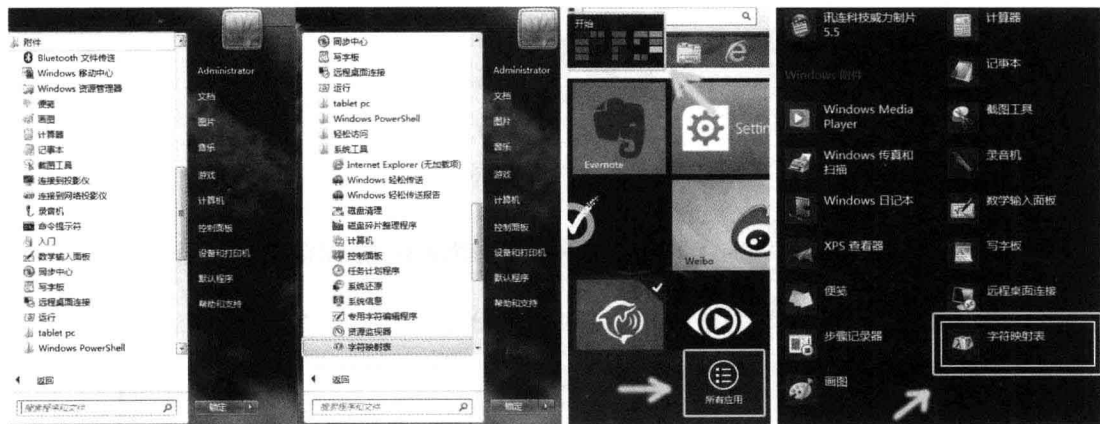 附件
Bluetooth 文件传送
Windows 移动中心
Windows 资源管理器
便笺
画图
计算器
记事本
截图工具
连接到投影仪
连接到网络投影仪
录音机
命令提示符
入门
数学输入面板
同步中心
写字板
远程桌面连接
运行
tablet pc
Windows PowerShell
返回
搜索程序和文件
Administrator
文档
图片
音乐
游戏
计算机
控制面板
设备和打印机
默认程序
帮助和支持
同步中心
写字板
远程桌面连接
运行
tablet pc
Windows PowerShell
轻松访问
系统工具
Internet Explorer (无加载项)
Windows 轻松传送
Windows 轻松传送报告
磁盘清理
磁盘碎片整理程序
计算机
控制面板
任务计划程序
系统还原
系统信息
专用字符编辑程序
资源监视器
字符映射表
返回
搜索程序和文件
Administrator
文档
图片
音乐
游戏
计算机
控制面板
设备和打印机
默认程序
帮助和支持
开始
Evernote
Settin
Weibo
所有应用
讯连科技威力制片
5.5
Windows 附件
Windows Media
Player
Windows 传真和
扫描
Windows 日记本
XPS 查看器
便笺
步骤记录器
画图
计算器
记事本
截图工具
录音机
数学输入面板
写字板
远程桌面连接
字符映射表